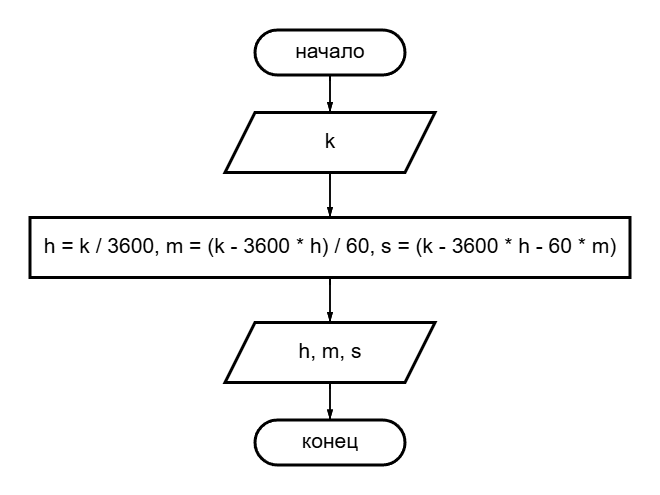 начало
k
h = k / 3600, m = (k - 3600 * h) / 60, s = (k - 3600 * h - 60 * m)
h, m, s
конец